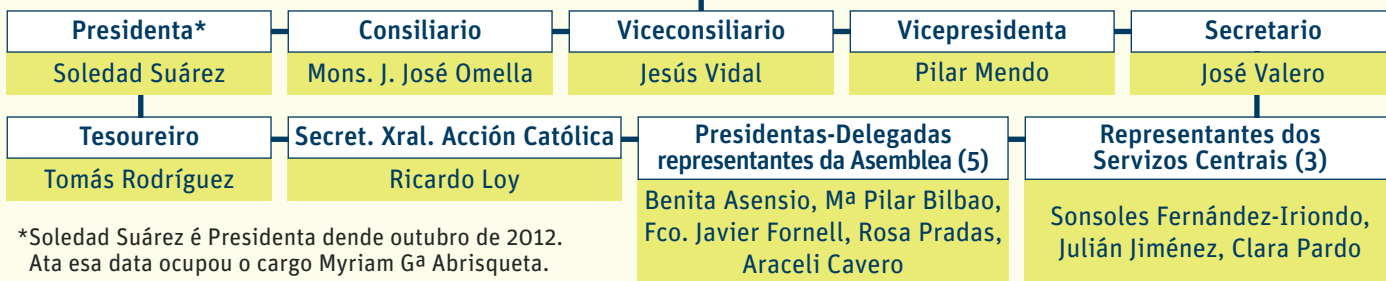 Presidenta*
Soledad Suárez
Consiliario
Mons. J. José Omella
Viceconsiliario
Jesús Vidal
Vicepresidenta
Pilar Mendo
Secretario
José Valero
Tesoureiro
Tomás Rodríguez
Secret. Xral. Acción Católica
Ricardo Loy
Presidentas-Delegadas
representantes da Asemblea (5)
Benita Asensio, Mª Pilar Bilbao,
Fco. Javier Fornell, Rosa Pradas,
Araceli Cavero
Representantes dos
Servizos Centrais (3)
Sonsoles Fernández-Iriondo,
Julián Jiménez, Clara Pardo
*Soledad Suárez é Presidenta dende outubro de 2012.
Ata esa data ocupou o cargo Myriam Gª Abrisqueta.